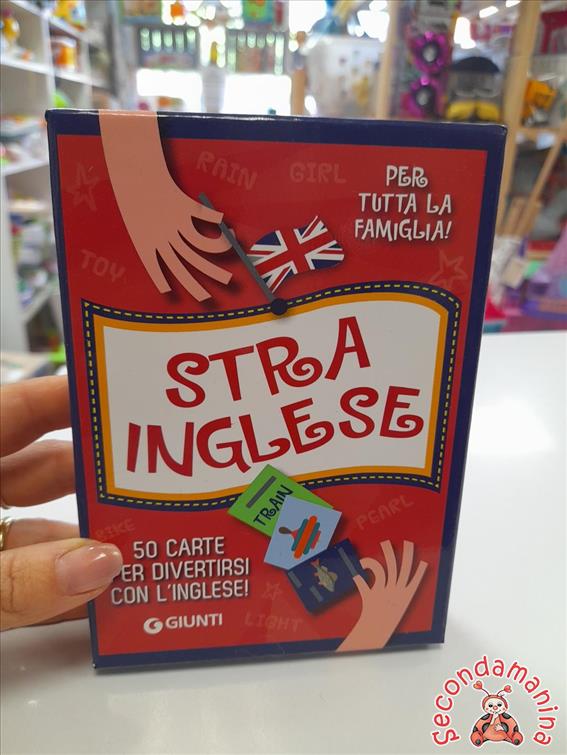 RAIN
GIRL
PER
TUTTA LA
FAMIGLIA!
TOY
STRA
INGLESE
TRAIN
PEARL
BIKE
50 CARTE
PER DIVERTIRSI
CON L'INGLESE!
GIUNTI
LIGHT
Secondamanina